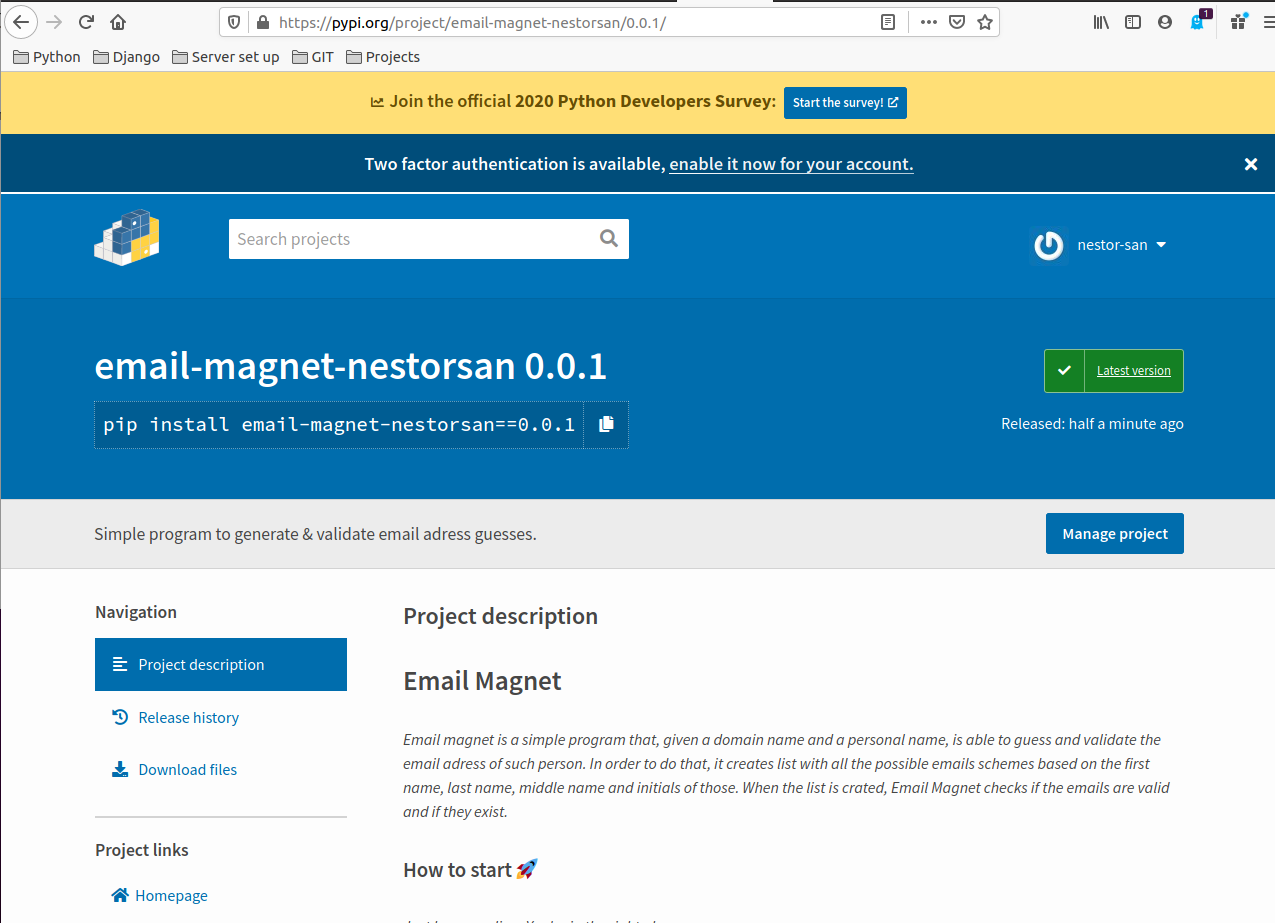 https://pypi.org/project/email-magnet-nestorsan/0.0.1/
1
Python Django Server set up GIT Projects
Join the official 2020 Python Developers Survey: Start the survey!
Two factor authentication is available, enable it now for your account.
Search projects
nestor-san
email-magnet-nestorsan 0.0.1
Latest version
pip install email-magnet-nestorsan==0.0.1
Released: half a minute ago
Simple program to generate & validate email adress guesses.
Manage project
Navigation
Project description
Release history
Download files
Project links
Homepage
Project description
Email Magnet
Email magnet is a simple program that, given a domain name and a personal name, is able to guess and validate the
email adress of such person. In order to do that, it creates list with all the possible emails schemes based on the first
name, last name, middle name and initials of those. When the list is crated, Email Magnet checks if the emails are valid
and if they exist.
How to start 🚀